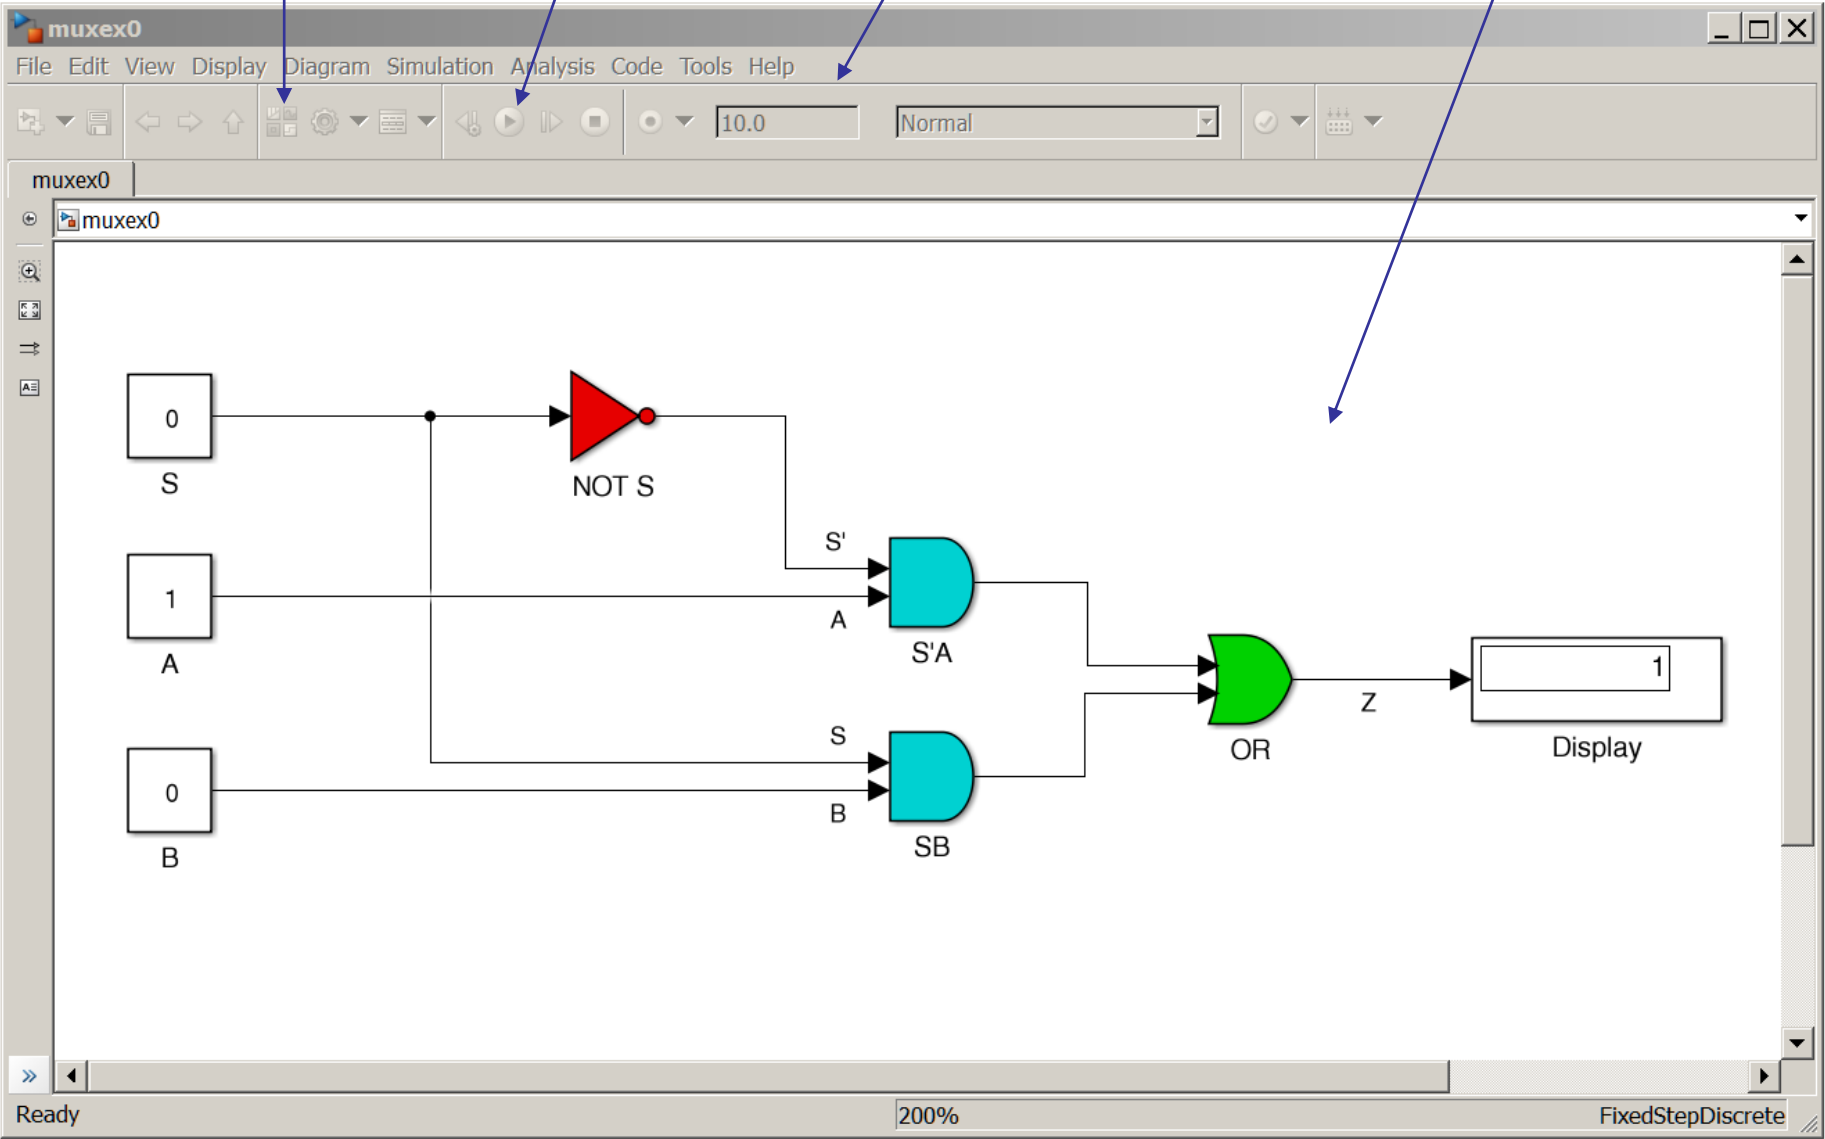 muxex0
File Edit View Display Diagram Simulation Analysis Code Tools Help
10.0 Normal
muxex0
muxex0
0
S
NOT S
1
A
S'
A
S'A
0
B
S
B
SB
OR
Z
1
Display
Ready 200% FixedStepDiscrete